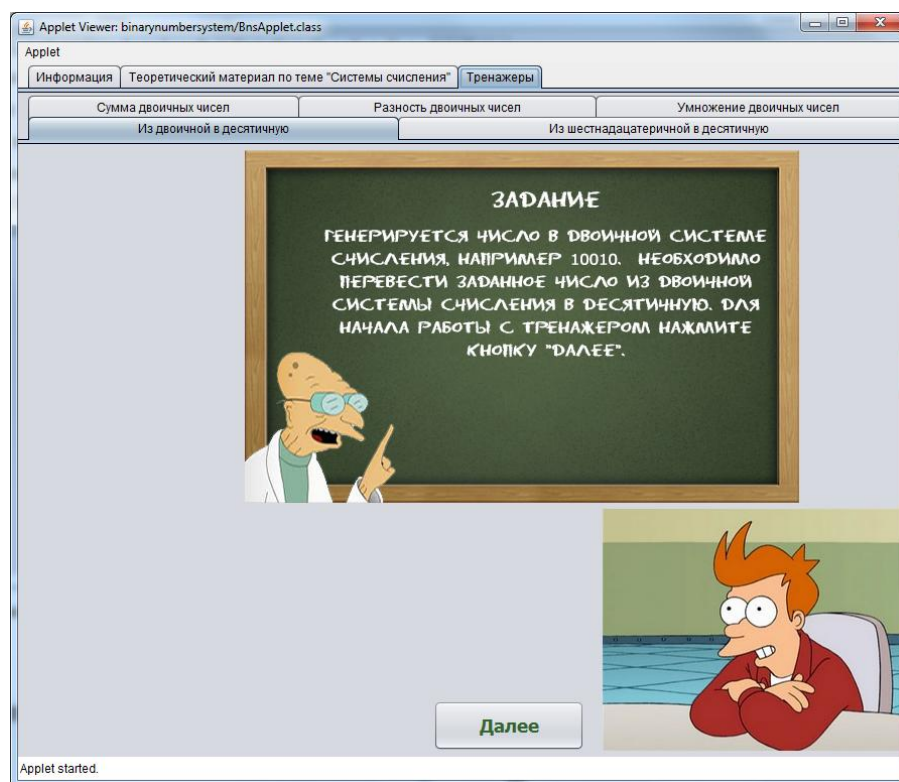 Applet Viewer: binarynumbersystem/BnsApplet.class
Applet
Информация Теоретический материал по теме "Системы счисления" Тренажеры
Сумма двоичных чисел Разность двоичных чисел Умножение двоичных чисел
Из двоичной в десятичную Из шестнадацатеричной в десятичную
ЗАДАНИЕ
ГЕНЕРИРУЕТСЯ ЧИСЛО В ДВОИЧНОЙ СИСТЕМЕ
СЧИСЛЕНИЯ, НАПРИМЕР 10010. НЕОБХОДИМО
ПЕРЕВЕСТИ ЗАДАННОЕ ЧИСЛО ИЗ ДВОИЧНОЙ
СИСТЕМЫ СЧИСЛЕНИЯ В ДЕСЯТИЧНУЮ. ДЛЯ
НАЧАЛА РАБОТЫ С ТРЕНАЖЕРОМ НАЖМИТЕ
КНОПКУ "ДАЛЕЕ".
Далее
Applet started.